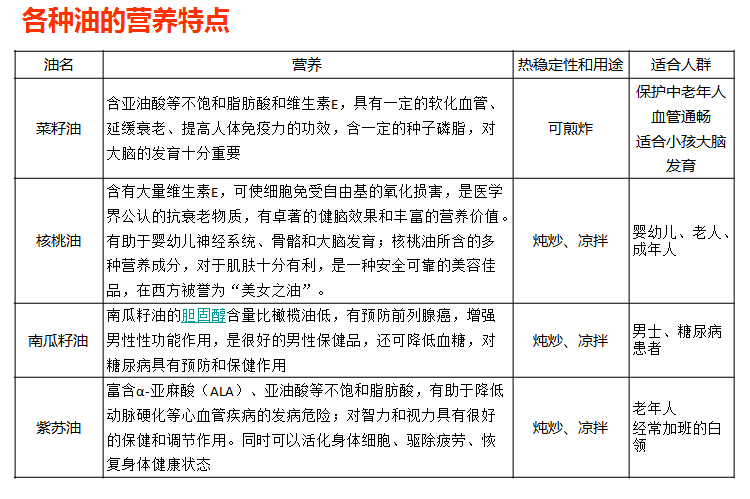 各种油的营养特点
油名 营养 热稳定性和用途 适合人群
菜籽油
含亚油酸等不饱和脂肪酸和维生素E，具有一定的软化血管、
延缓衰老、提高人体免疫力的功效，含一定的种子磷脂，对
大脑的发育十分重要
可煎炸
保护中老年人
血管通畅
适合小孩大脑
发育
核桃油
含有大量维生素E，可使细胞免受自由基的氧化损害，是医学
界公认的抗衰老物质，有卓著的健脑效果和丰富的营养价值。
有助于婴幼儿神经系统、骨骼和大脑发育；核桃油所含的多
种营养成分，对于肌肤十分有利，是一种安全可靠的美容佳
品，在西方被誉为“美女之油”。
炖炒、凉拌
婴幼儿、老人、
成年人
南瓜籽油
南瓜籽油的胆固醇含量比橄榄油低，有预防前列腺癌，增强
男性性功能作用，是很好的男性保健品，还可降低血糖，对
糖尿病具有预防和保健作用
炖炒、凉拌
男士、糖尿病
患者
紫苏油
富含α-亚麻酸（ALA）、亚油酸等不饱和脂肪酸，有助于降低
动脉硬化等心血管疾病的发病危险；对智力和视力具有很好
的保健和调节作用。同时可以活化身体细胞、驱除疲劳、恢
复身体健康状态
炖炒、凉拌
老年人
经常加班的白
领